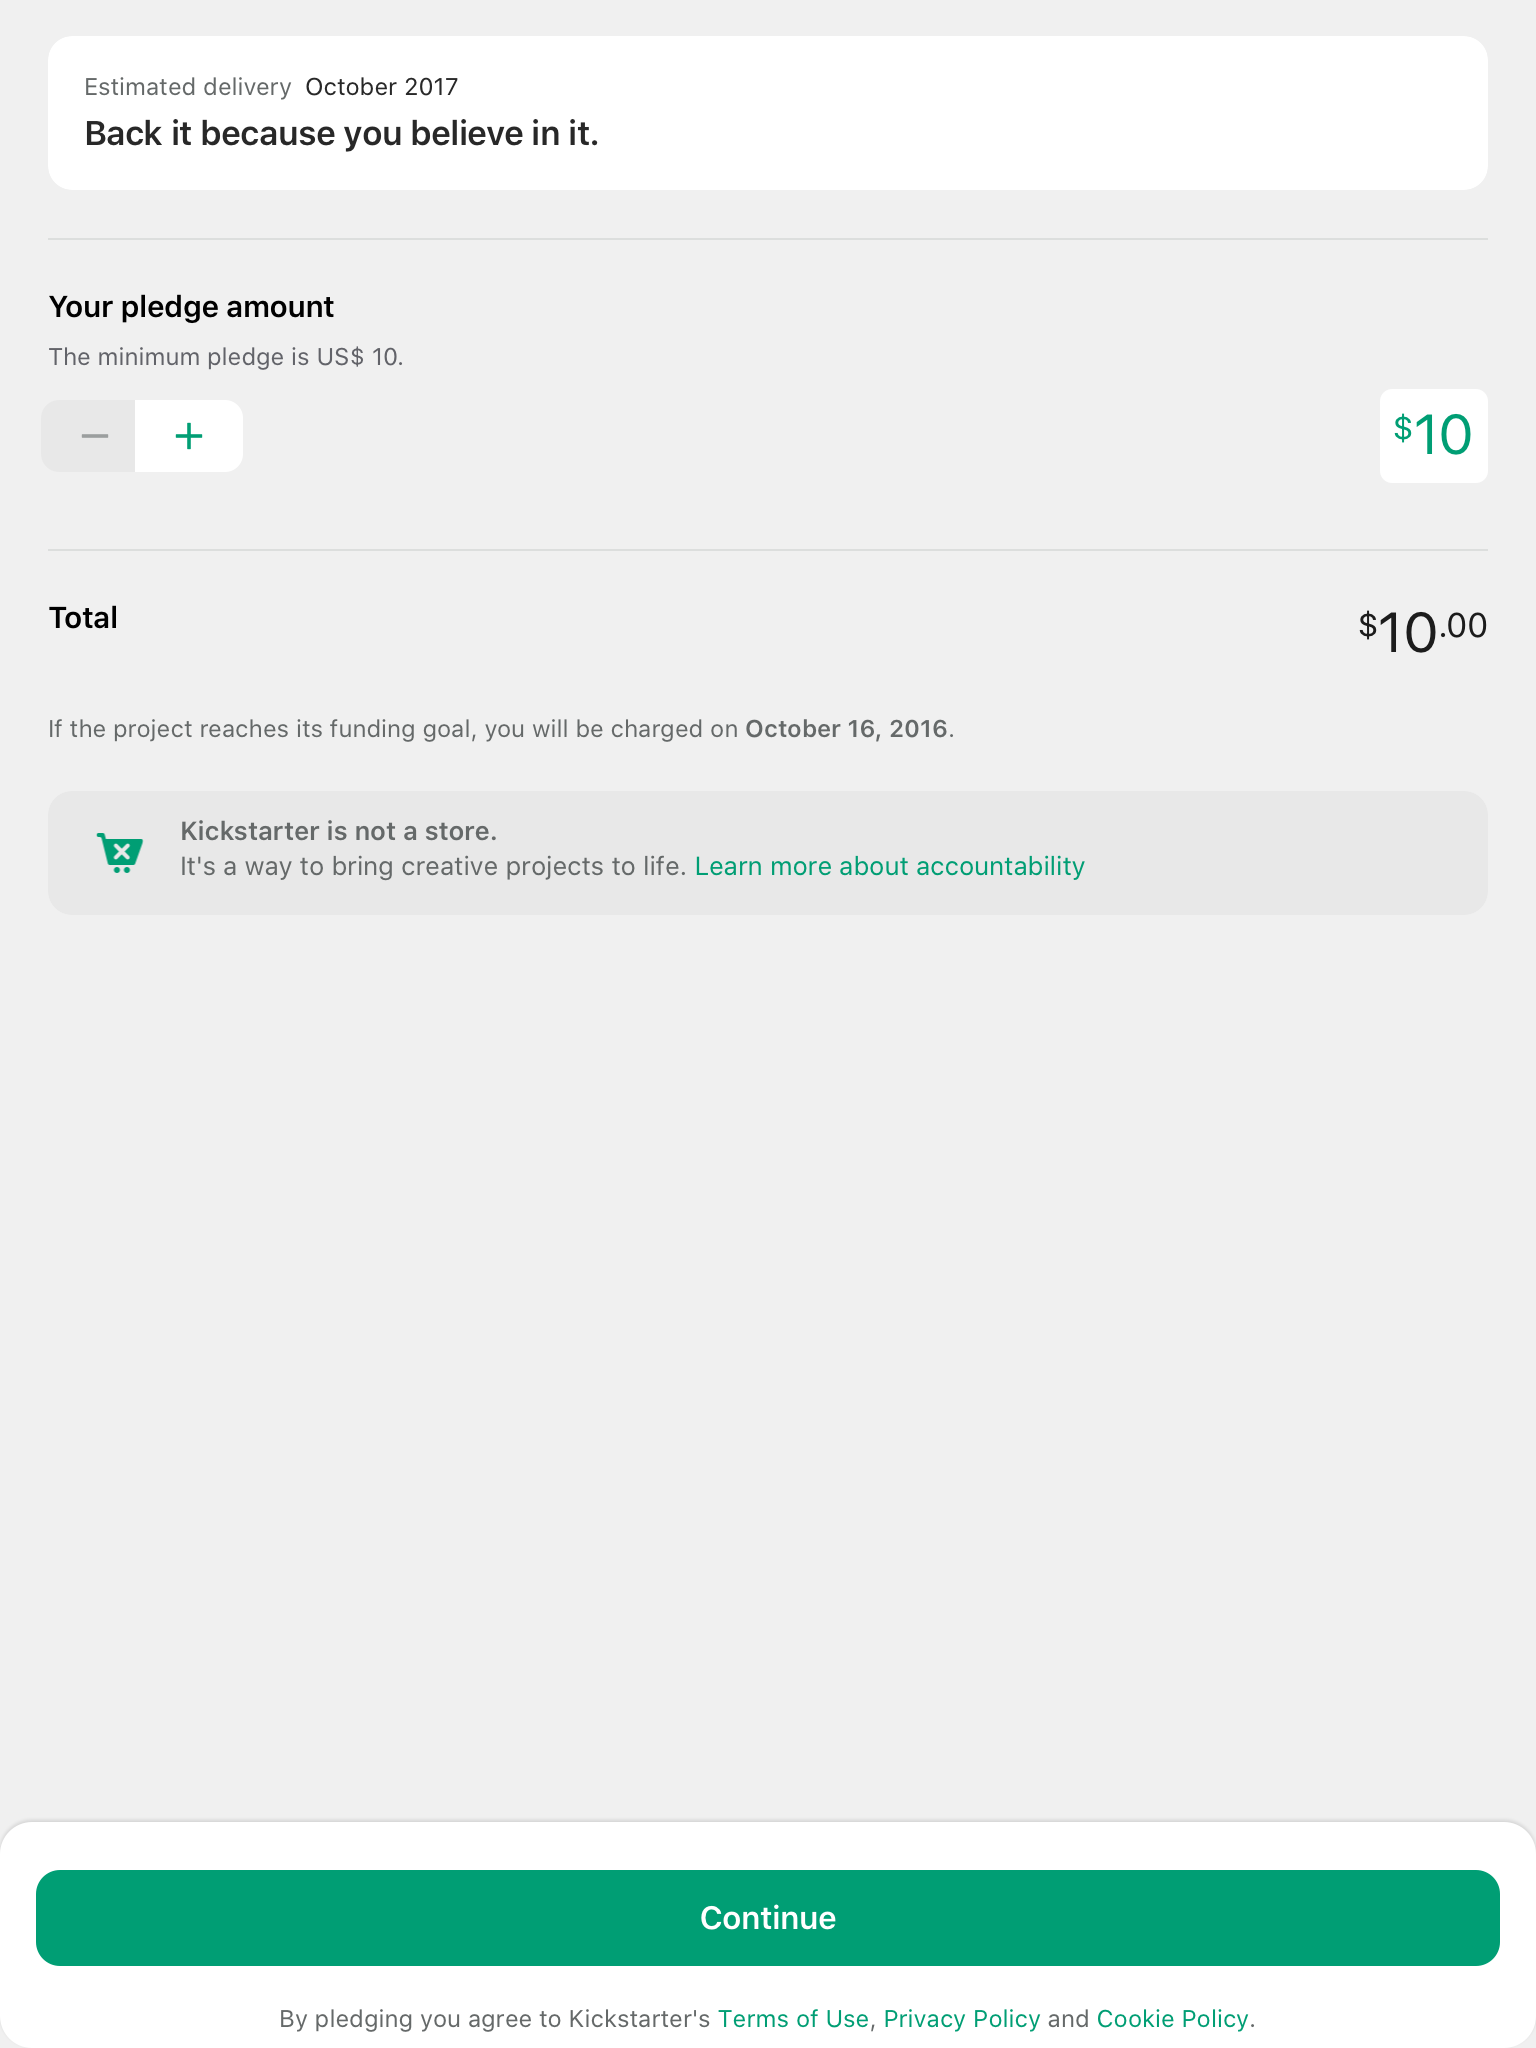 Estimated delivery October 2017
Back it because you believe in it.
Your pledge amount
The minimum pledge is US$ 10.
$10
Total
$10.00
If the project reaches its funding goal, you will be charged on October 16, 2016.
Kickstarter is not a store.
It's a way to bring creative projects to life. Learn more about accountability
Continue
By pledging you agree to Kickstarter's Terms of Use, Privacy Policy and Cookie Policy.